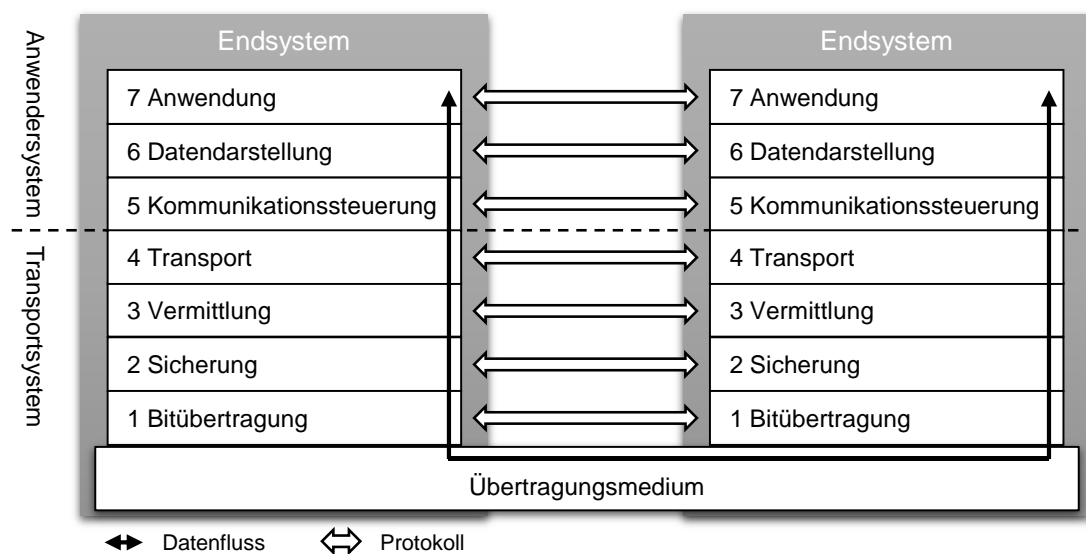 Anwendersystem
Transportsystem
Endsystem
7 Anwendung
6 Datendarstellung
5 Kommunikationssteuerung
4 Transport
3 Vermittlung
2 Sicherung
1 Bitübertragung
Endsystem
7 Anwendung
6 Datendarstellung
5 Kommunikationssteuerung
4 Transport
3 Vermittlung
2 Sicherung
1 Bitübertragung
Übertragungsmedium
Datenfluss
Protokoll